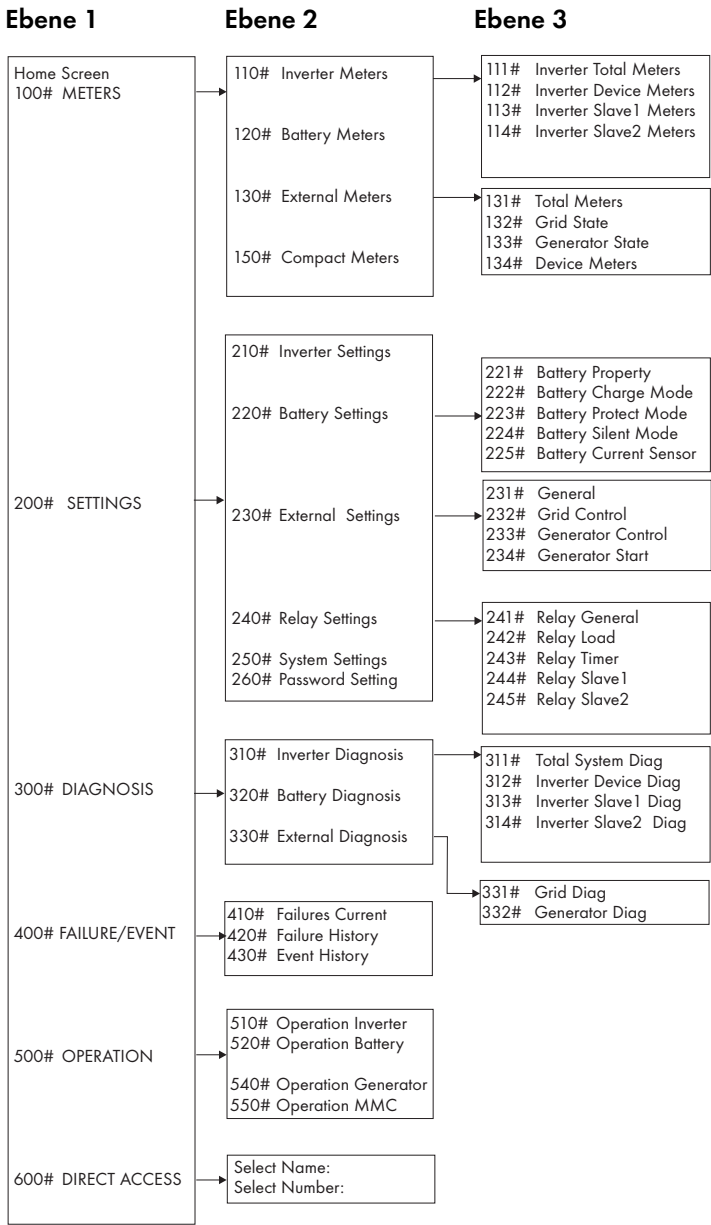 Ebene 1
Ebene 2
Ebene 3
Home Screen
100# METERS
110# Inverter Meters
120# Battery Meters
130# External Meters
150# Compact Meters
111# Inverter Total Meters
112# Inverter Device Meters
113# Inverter Slave1 Meters
114# Inverter Slave2 Meters
131# Total Meters
132# Grid State
133# Generator State
134# Device Meters
200# SETTINGS
210# Inverter Settings
220# Battery Settings
230# External Settings
240# Relay Settings
250# System Settings
260# Password Setting
221# Battery Property
222# Battery Charge Mode
223# Battery Protect Mode
224# Battery Silent Mode
225# Battery Current Sensor
231# General
232# Grid Control
233# Generator Control
234# Generator Start
241# Relay General
242# Relay Load
243# Relay Timer
244# Relay Slave1
245# Relay Slave2
300# DIAGNOSIS
310# Inverter Diagnosis
320# Battery Diagnosis
330# External Diagnosis
311# Total System Diag
312# Inverter Device Diag
313# Inverter Slave1 Diag
314# Inverter Slave2 Diag
331# Grid Diag
332# Generator Diag
400# FAILURE/EVENT
410# Failures Current
420# Failure History
430# Event History
500# OPERATION
510# Operation Inverter
520# Operation Battery
540# Operation Generator
550# Operation MMC
600# DIRECT ACCESS
Select Name:
Select Number: